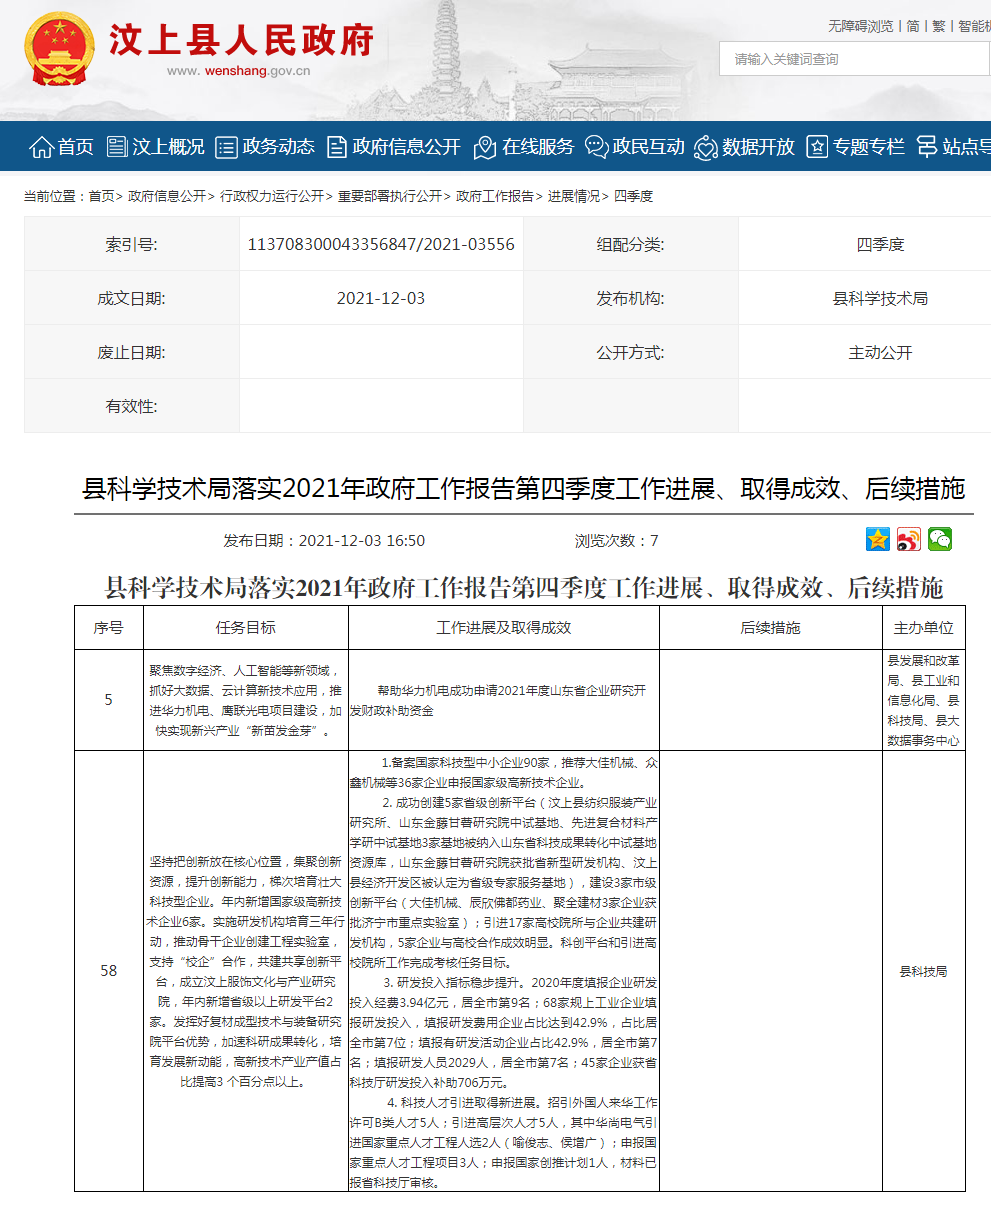 汶上县人民政府
www. wenshang.gov.cn
无障碍浏览 | 简 | 繁 | 智能机
请输入关键词查询
首页 汶上概况 政务动态 政府信息公开 在线服务 政民互动 数据开放 专题专栏 站点导
当前位置：首页> 政府信息公开> 行政权力运行公开> 重要部署执行公开> 政府工作报告> 进展情况> 四季度
索引号: 113708300043356847/2021-03556 组配分类: 四季度
成文日期: 2021-12-03 发布机构: 县科学技术局
废止日期: 公开方式: 主动公开
有效性:
县科学技术局落实2021年政府工作报告第四季度工作进展、取得成效、后续措施
发布日期：2021-12-03 16:50 浏览次数：7
县科学技术局落实2021年政府工作报告第四季度工作进展、取得成效、后续措施
序号 任务目标 工作进展及取得成效 后续措施 主办单位
5
聚焦数字经济、人工智能等新领域，
抓好大数据、云计算新技术应用，推
进华力机电、鹰联光电项目建设，加
快实现新兴产业“新苗发金芽”。
帮助华力机电成功申请2021年度山东省企业研究开
发财政补助资金
县发展和改革
局、县工业和
信息化局、县
科技局、县大
数据事务中心
58
坚持把创新放在核心位置，集聚创新
资源，提升创新能力，梯次培育壮大
科技型企业。年内新增国家级高新技
术企业6家。实施研发机构培育三年行
动，推动骨干企业创建工程实验室，
支持“校企”合作，共建共享创新平
台，成立汶上服饰文化与产业研究
院，年内新增省级以上研发平台2
家。发挥好复材成型技术与装备研究
院平台优势，加速科研成果转化，培
育发展新动能，高新技术产业产值占
比提高3 个百分点以上。
1.备案国家科技型中小企业90家，推荐大佳机械、众
鑫机械等36家企业申报国家级高新技术企业。
2. 成功创建5家省级创新平台（汶上县纺织服装产业
研究所、山东金藤甘薯研究院中试基地、先进复合材料产
学研中试基地3家基地被纳入山东省科技成果转化中试基地
资源库，山东金藤甘薯研究院获批省新型研发机构、汶上
县经济开发区被认定为省级专家服务基地），建设3家市级
创新平台（大佳机械、辰欣佛都药业、聚全建材3家企业获
批济宁市重点实验室）；引进17家高校院所与企业共建研
发机构，5家企业与高校合作成效明显。科创平台和引进高
校院所工作完成考核任务目标。
3. 研发投入指标稳步提升。2020年度填报企业研发
投入经费3.94亿元，居全市第9名；68家规上工业企业填
报研发投入，填报研发费用企业占比达到42.9%，占比居
全市第7位；填报有研发活动企业占比42.9%，居全市第7
名；填报研发人员2029人，居全市第7名；45家企业获省
科技厅研发投入补助706万元。
4. 科技人才引进取得新进展。招引外国人来华工作
许可B类人才5人；引进高层次人才5人，其中华尚电气引
进国家重点人才工程人选2人（喻俊志、侯增广）；申报国
家重点人才工程项目3人；申报国家创推计划1人，材料已
报省科技厅审核。
县科技局